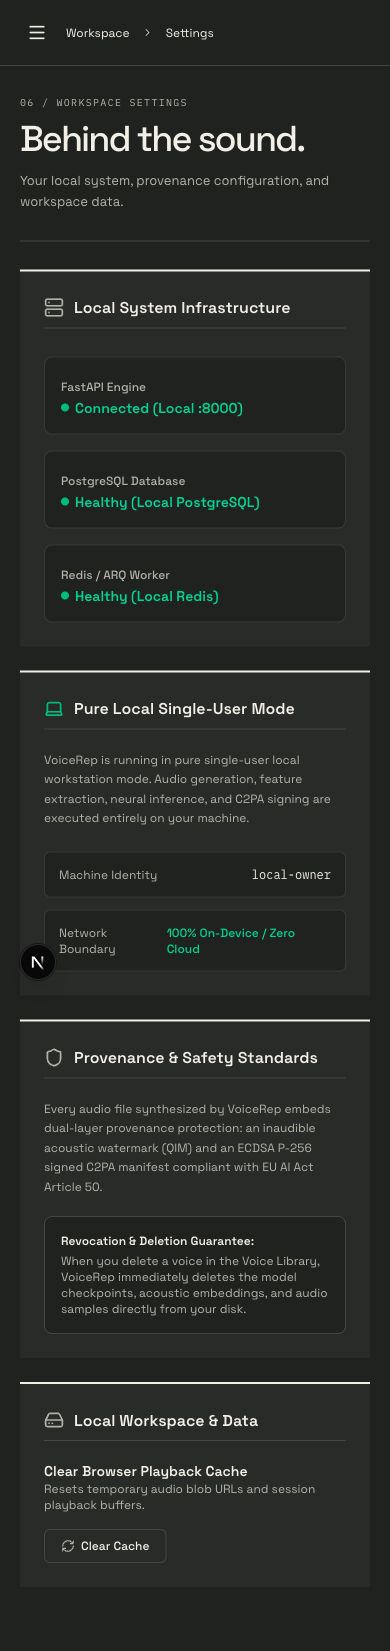 Workspace > Settings
06 / WORKSPACE SETTINGS
Behind the sound.
Your local system, provenance configuration, and
workspace data.
Local System Infrastructure
FastAPI Engine
Connected (Local :8000)
PostgreSQL Database
Healthy (Local PostgreSQL)
Redis / ARQ Worker
Healthy (Local Redis)
Pure Local Single-User Mode
VoiceRep is running in pure single-user local
workstation mode. Audio generation, feature
extraction, neural inference, and C2PA signing are
executed entirely on your machine.
Machine Identity local-owner
Network 100% On-Device / Zero
Boundary Cloud
N
Provenance & Safety Standards
Every audio file synthesized by VoiceRep embeds
dual-layer provenance protection: an inaudible
acoustic watermark (QIM) and an ECDSA P-256
signed C2PA manifest compliant with EU AI Act
Article 50.
Revocation & Deletion Guarantee:
When you delete a voice in the Voice Library,
VoiceRep immediately deletes the model
checkpoints, acoustic embeddings, and audio
samples directly from your disk.
Local Workspace & Data
Clear Browser Playback Cache
Resets temporary audio blob URLs and session
playback buffers.
Clear Cache